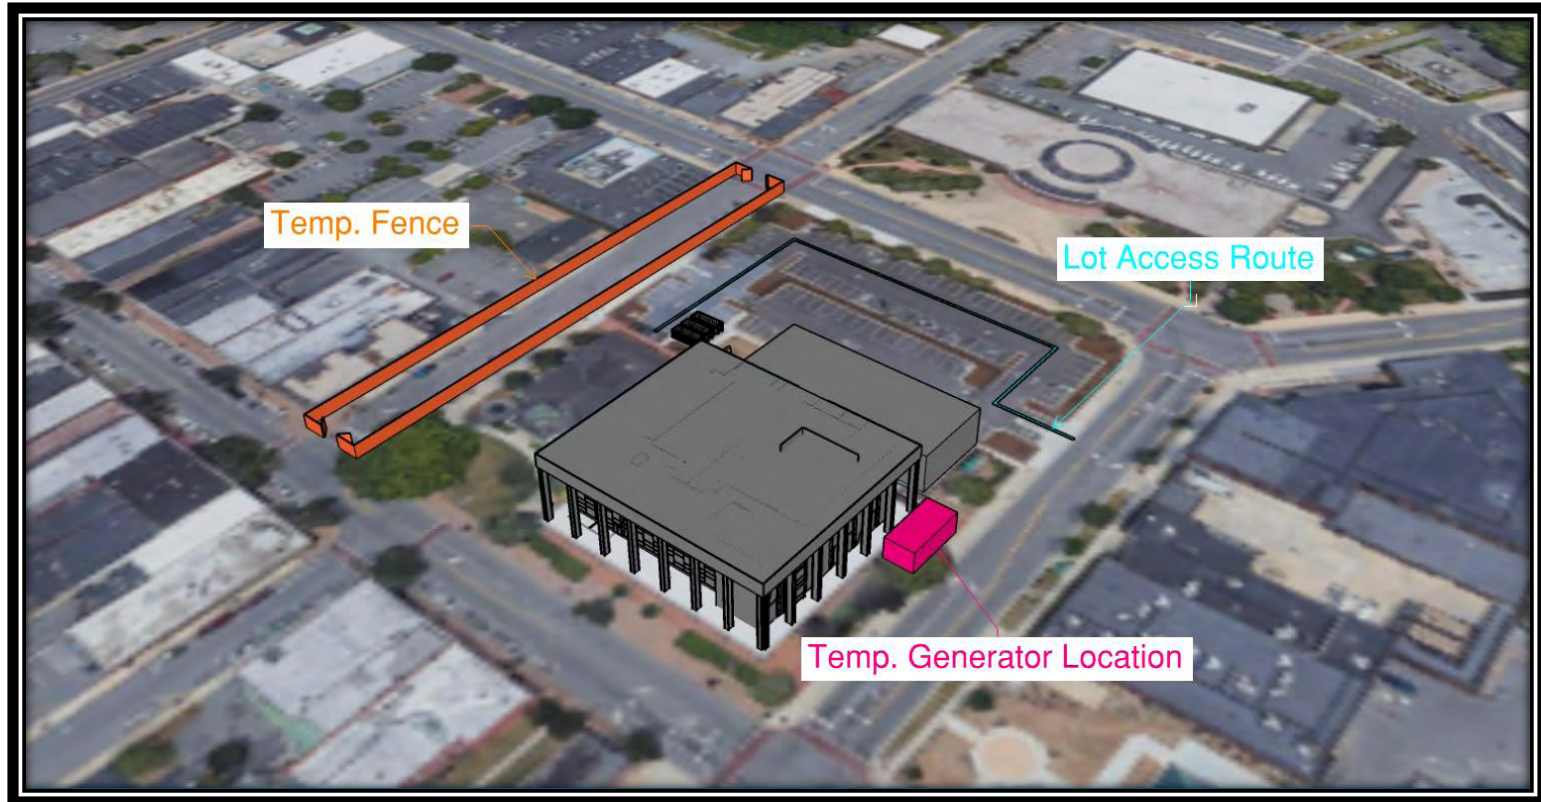 Temp. Fence
Lot Access Route
Temp. Generator Location